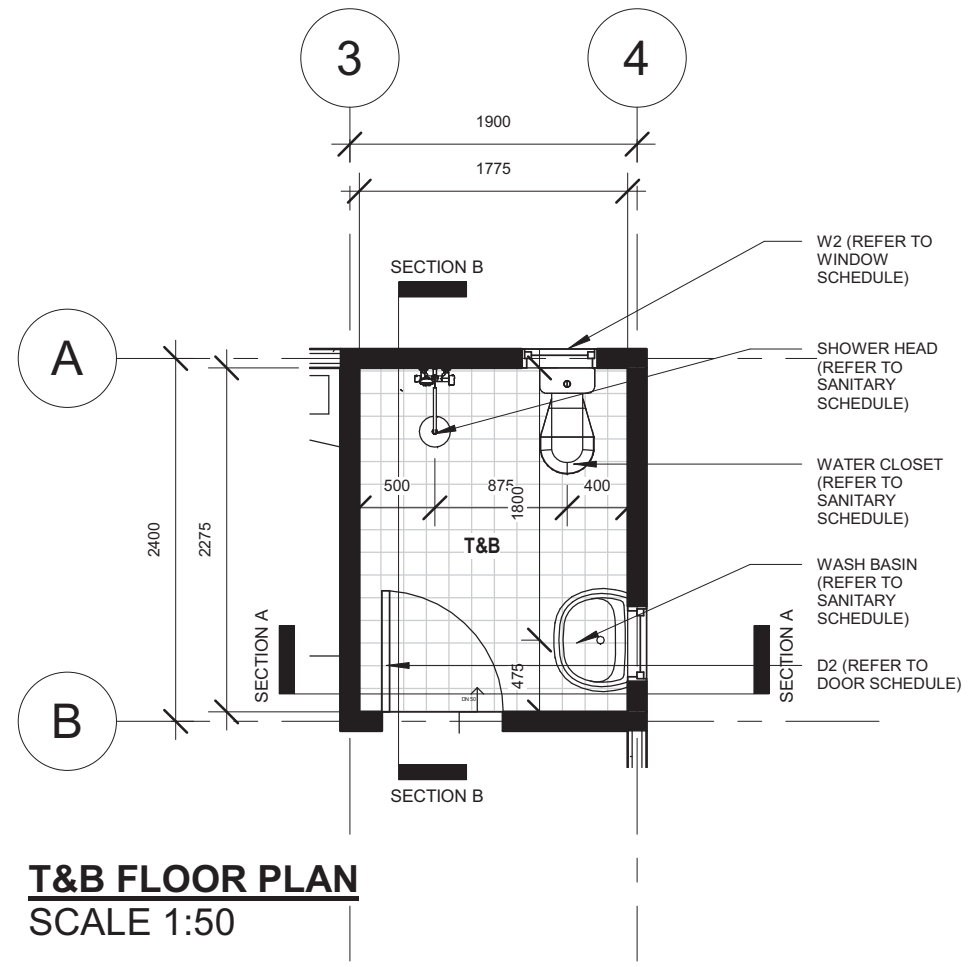 3
4
1900
1775
SECTION B
W2 (REFER TO
WINDOW
SCHEDULE)
A
SHOWER HEAD
(REFER TO
SANITARY
SCHEDULE)
WATER CLOSET
(REFER TO
SANITARY
SCHEDULE)
500
875
400
1800
2400
2275
T&B
WASH BASIN
(REFER TO
SANITARY
SCHEDULE)
SECTION A
SECTION A
475
D2 (REFER TO
DOOR SCHEDULE)
DN 50
B
SECTION B
T&B FLOOR PLAN
SCALE 1:50